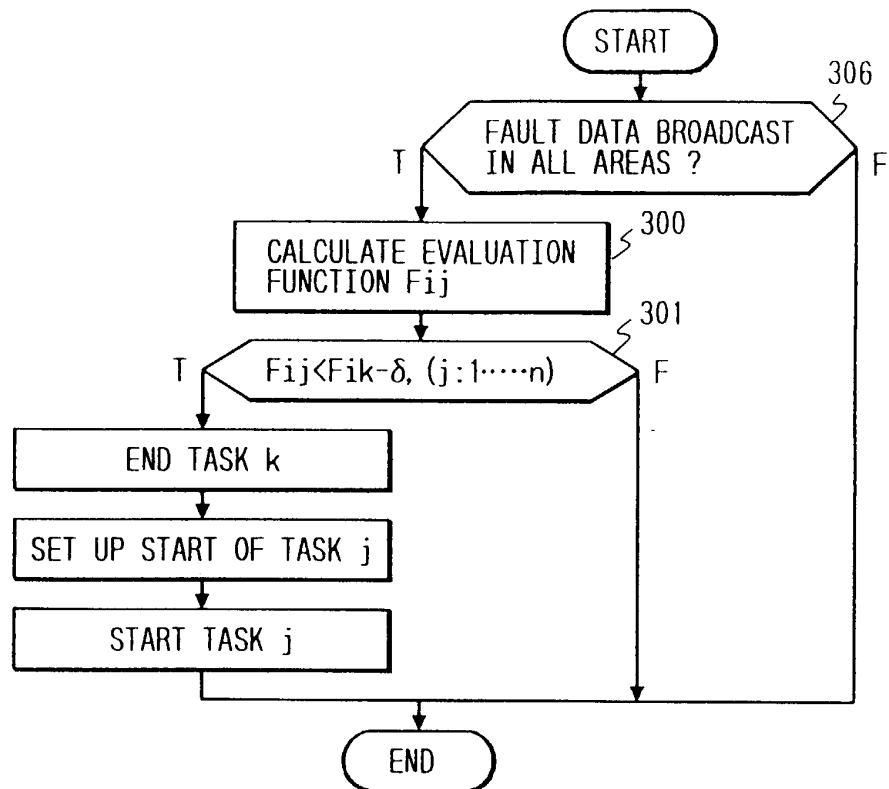 START
306
FAULT DATA BROADCAST
IN ALL AREAS ?
T
F
300
CALCULATE EVALUATION
FUNCTION Fij
301
T
Fij<Fik-δ, (j:1·····n)
F
END TASK k
SET UP START OF TASK j
START TASK j
END